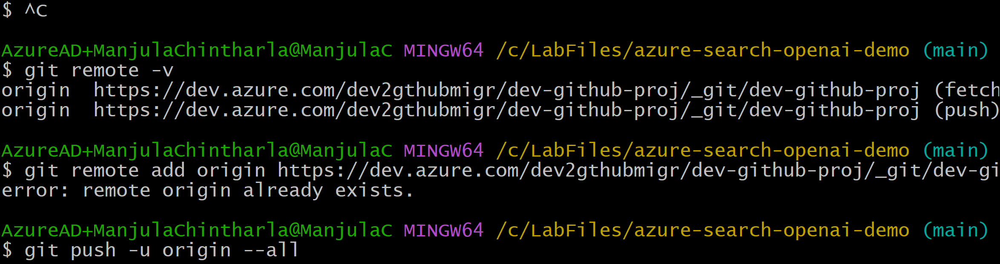 $ ^C
AzureAD+ManjulaChintharla@ManjulaC MINGW64 /c/LabFiles/azure-search-openai-demo (main)
$ git remote -v
origin  https://dev.azure.com/dev2gthubmigr/dev-github-proj/_git/dev-github-proj (fetch
origin  https://dev.azure.com/dev2gthubmigr/dev-github-proj/_git/dev-github-proj (push)
AzureAD+ManjulaChintharla@ManjulaC MINGW64 /c/LabFiles/azure-search-openai-demo (main)
$ git remote add origin https://dev.azure.com/dev2gthubmigr/dev-github-proj/_git/dev-gi
error: remote origin already exists.
AzureAD+ManjulaChintharla@ManjulaC MINGW64 /c/LabFiles/azure-search-openai-demo (main)
$ git push -u origin --all